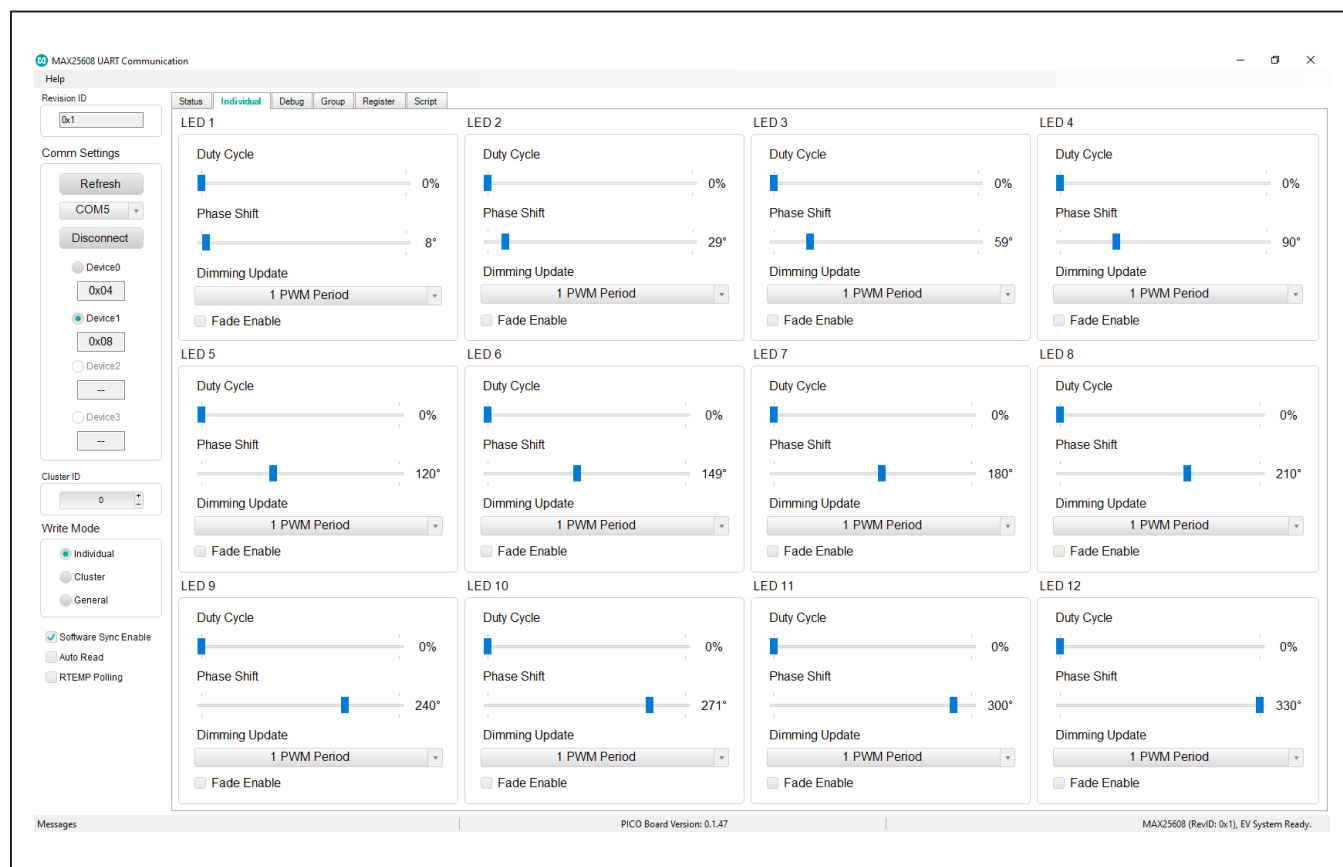 MAX25608 UART Communication
Help
Revision ID
0x1
Comm Settings
Refresh
COM5
Disconnect
Device0
0x04
Device1
0x08
Device2
--
Device3
--
Cluster ID
0
+
-
Write Mode
Individual
Cluster
General
Software Sync Enable
Auto Read
RTEMP Polling
Status Individual Debug Group Register Script
LED 1
Duty Cycle
0%
Phase Shift
8°
Dimming Update
1 PWM Period
Fade Enable
LED 2
Duty Cycle
0%
Phase Shift
29°
Dimming Update
1 PWM Period
Fade Enable
LED 3
Duty Cycle
0%
Phase Shift
59°
Dimming Update
1 PWM Period
Fade Enable
LED 4
Duty Cycle
0%
Phase Shift
90°
Dimming Update
1 PWM Period
Fade Enable
LED 5
Duty Cycle
0%
Phase Shift
120°
Dimming Update
1 PWM Period
Fade Enable
LED 6
Duty Cycle
0%
Phase Shift
149°
Dimming Update
1 PWM Period
Fade Enable
LED 7
Duty Cycle
0%
Phase Shift
180°
Dimming Update
1 PWM Period
Fade Enable
LED 8
Duty Cycle
0%
Phase Shift
210°
Dimming Update
1 PWM Period
Fade Enable
LED 9
Duty Cycle
0%
Phase Shift
240°
Dimming Update
1 PWM Period
Fade Enable
LED 10
Duty Cycle
0%
Phase Shift
271°
Dimming Update
1 PWM Period
Fade Enable
LED 11
Duty Cycle
0%
Phase Shift
300°
Dimming Update
1 PWM Period
Fade Enable
LED 12
Duty Cycle
0%
Phase Shift
330°
Dimming Update
1 PWM Period
Fade Enable
Messages
PICO Board Version: 0.1.47
MAX25608 (RevID: 0x1), EV System Ready.